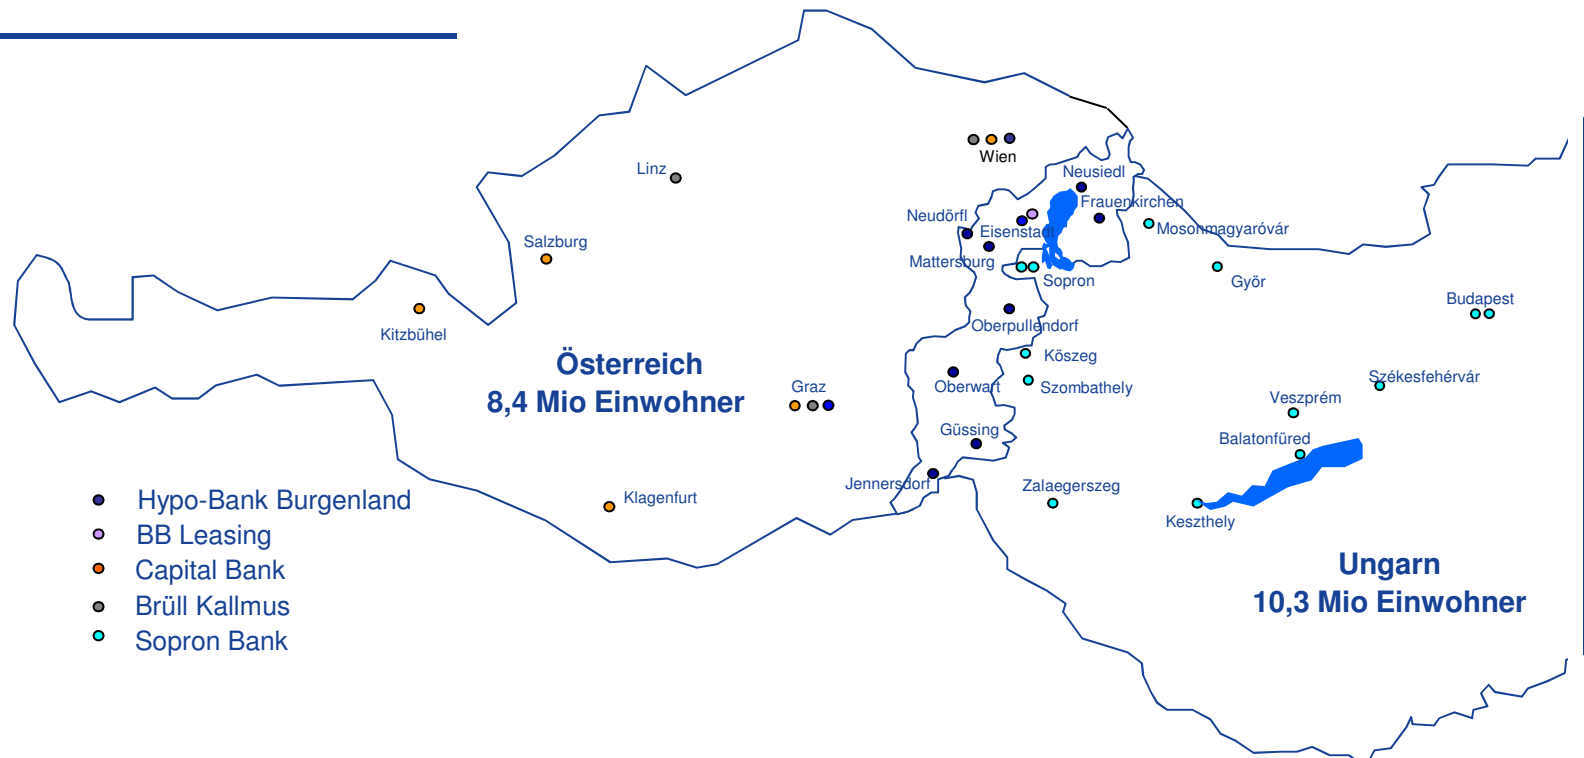 Wien
Linz
Neusiedl
Frauenkirchen
Neudörfl
Eisenstadt
Mosonmagyaróvár
Salzburg
Mattersburg
Sopron
Györ
Budapest
Kitzbühel
Oberpullendorf
Österreich
8,4 Mio Einwohner
Köszeg
Graz
Oberwart
Szombathely
Székesfehérvár
Veszprém
Güssing
Balatonfüred
Jennersdorf
Zalaegerszeg
Klagenfurt
Keszthely
Hypo-Bank Burgenland
BB Leasing
Capital Bank
Brüll Kallmus
Sopron Bank
Ungarn
10,3 Mio Einwohner